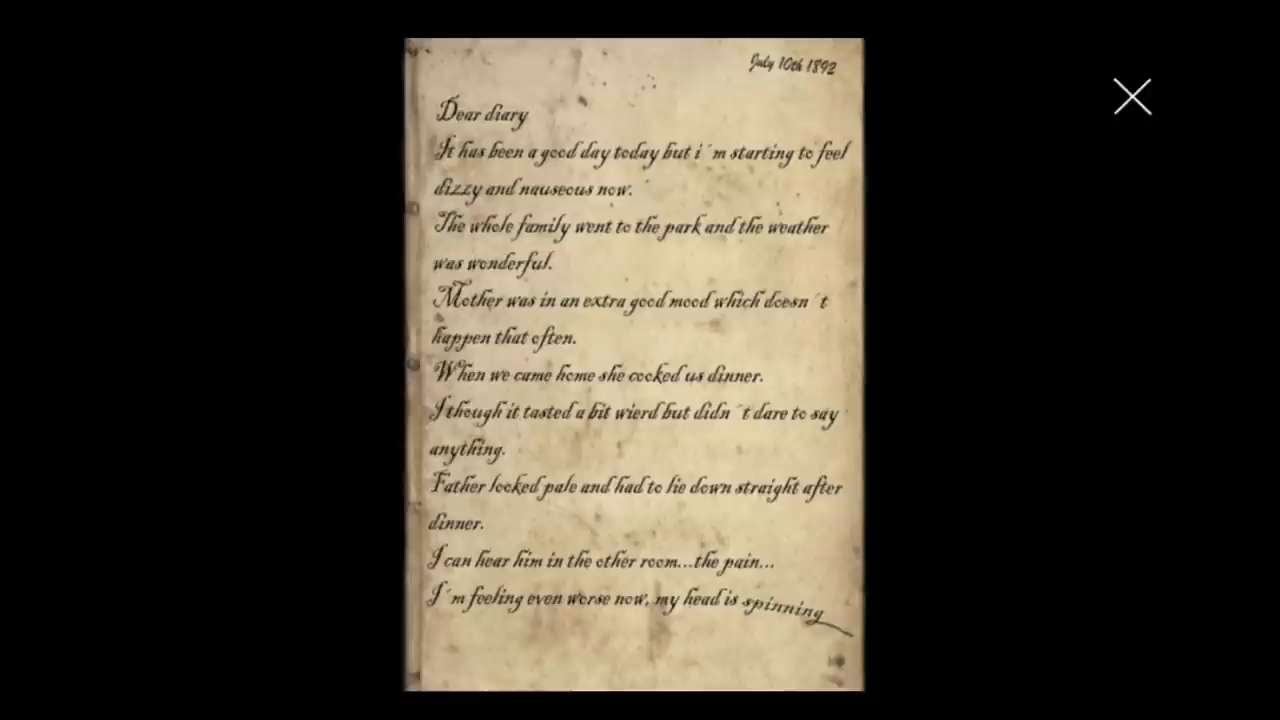 July 10th 1892
Dear diary
It has been a good day today but i´m starting to feel
dizzy and nauseous now.
The whole family went to the park and the weather
was wonderful.
Mother was in an extra good mood which doesn´t
happen that often.
When we came home she cooked us dinner.
I though it tasted a bit wierd but didn´t dare to say
anything.
Father looked pale and had to lie down straight after
dinner.
I can hear him in the other room...the pain...
I´m feeling even worse now, my head is spinning